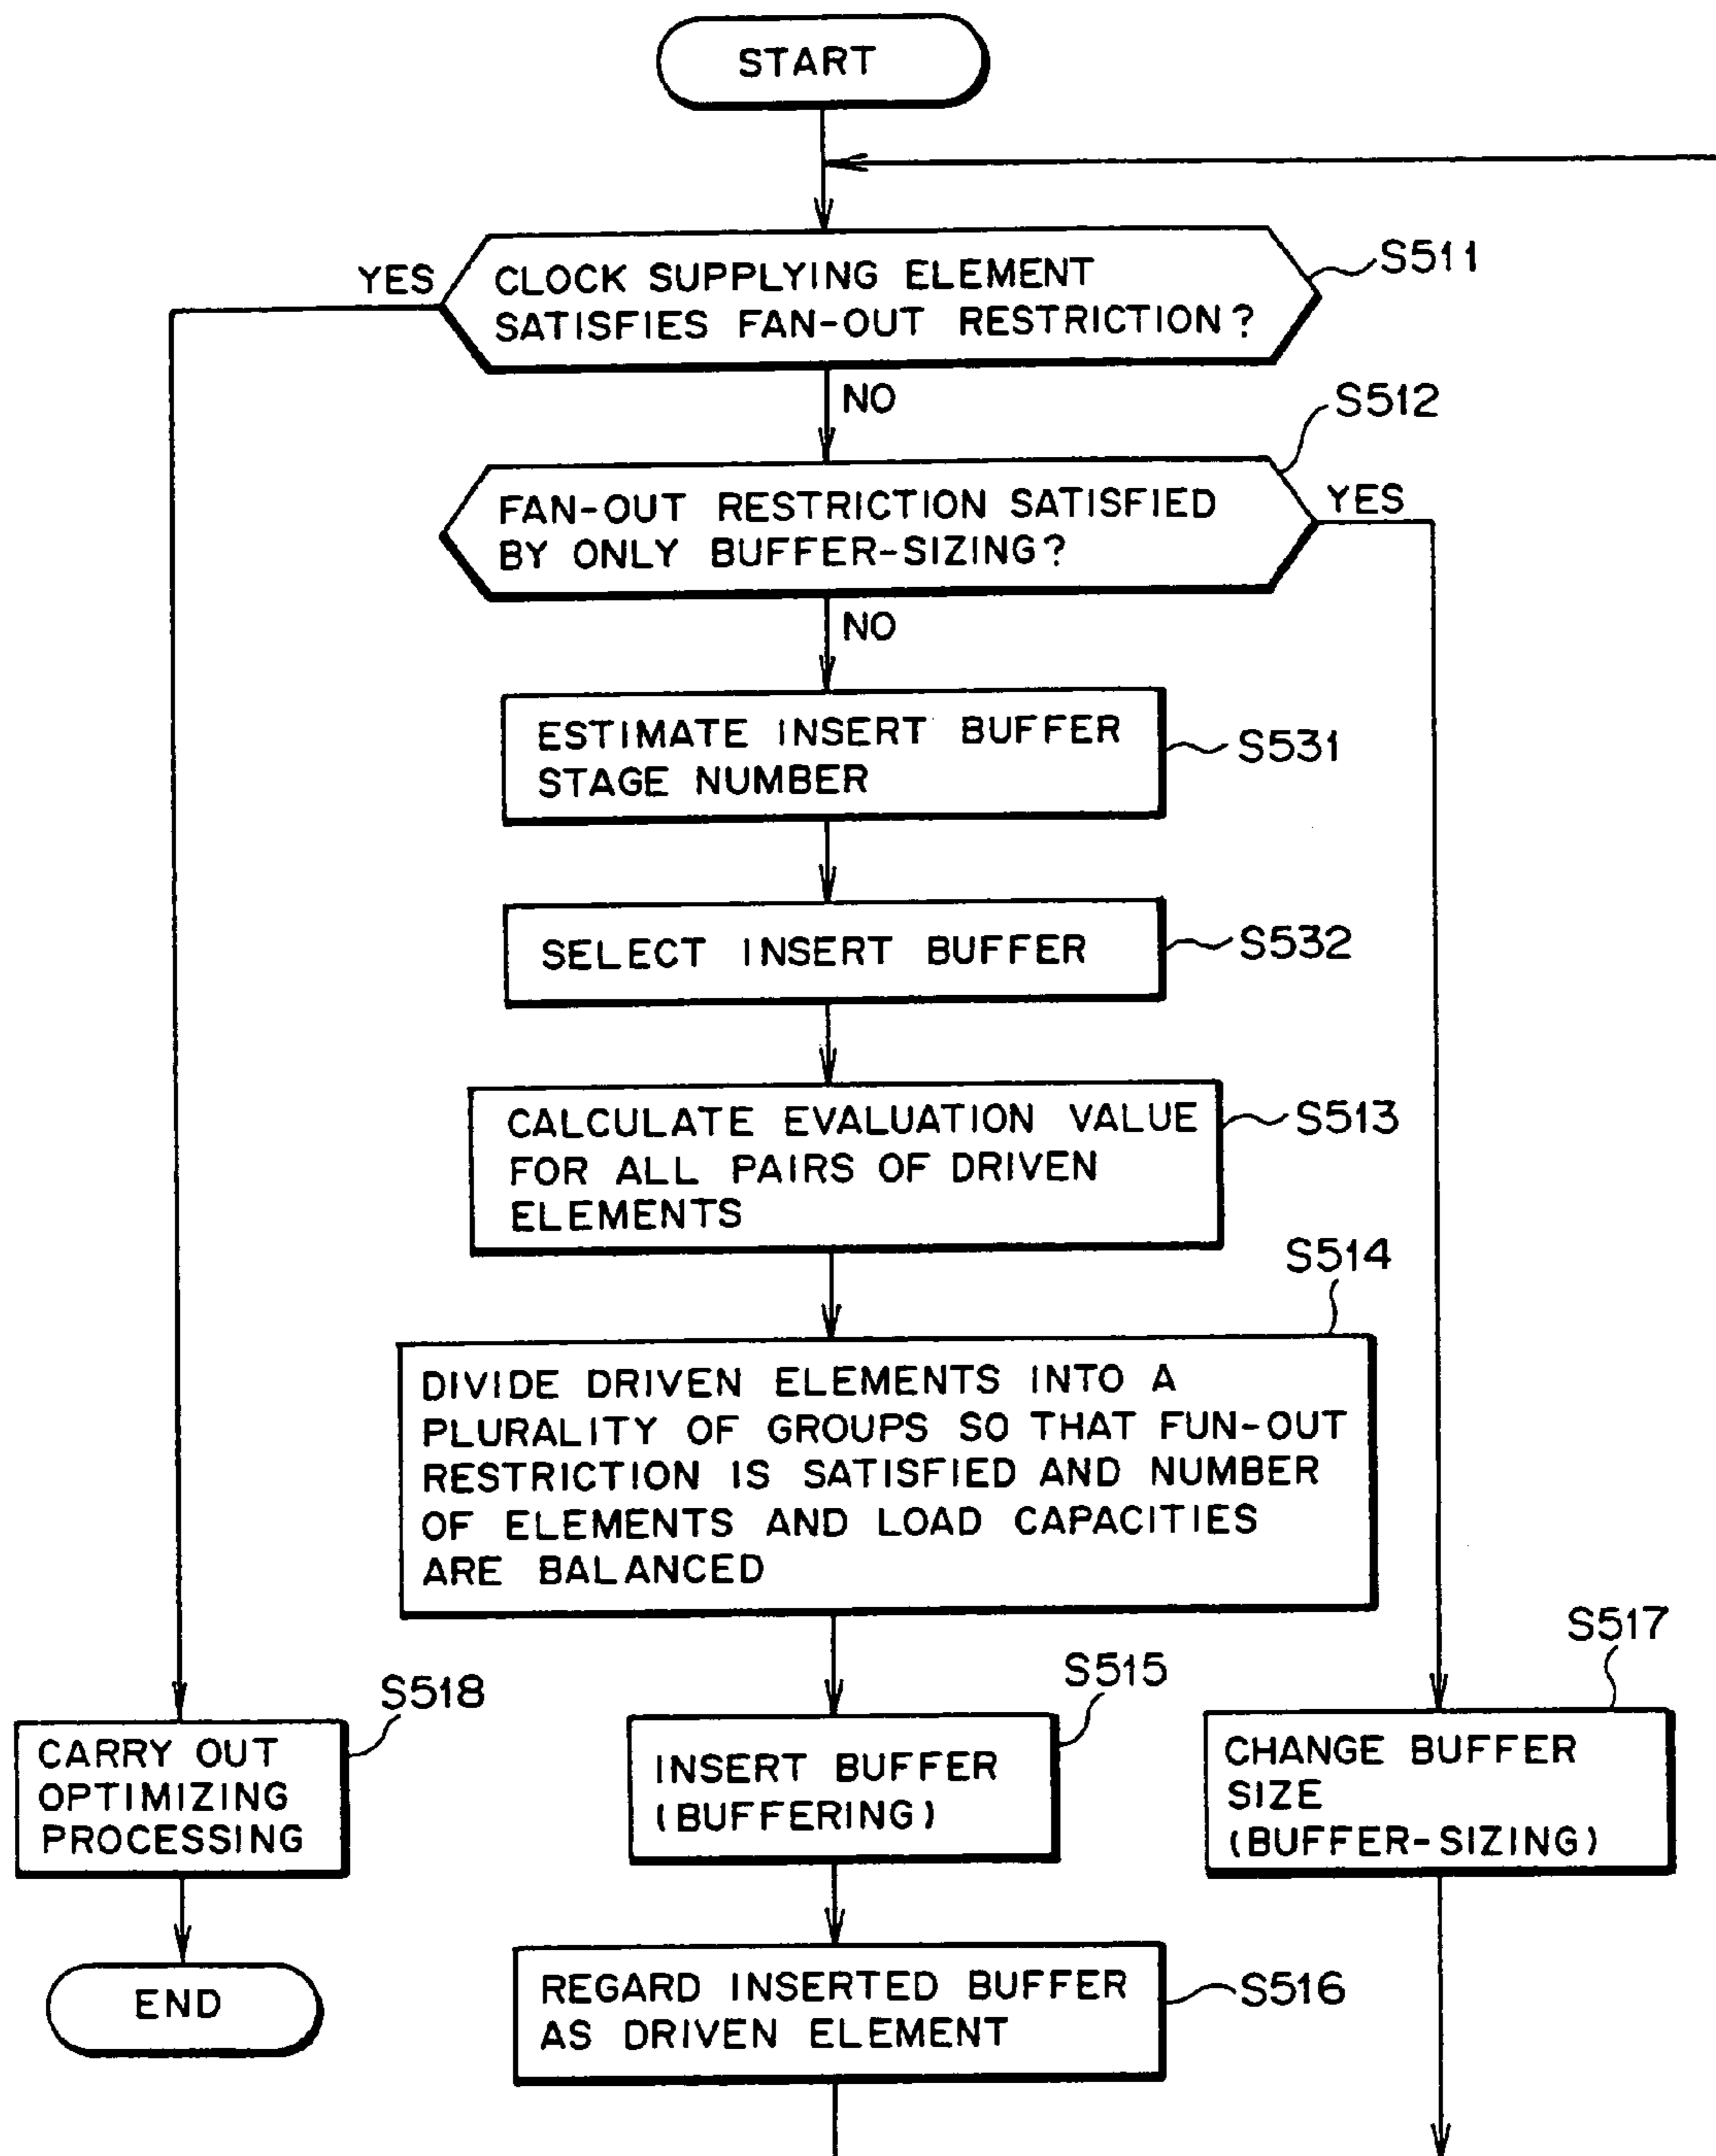 START
CLOCK SUPPLYING ELEMENT
SATISFIES FAN-OUT RESTRICTION?
YES
S511
NO
S512
FAN-OUT RESTRICTION SATISFIED
BY ONLY BUFFER-SIZING?
YES
NO
ESTIMATE INSERT BUFFER
STAGE NUMBER
S531
SELECT INSERT BUFFER
S532
CALCULATE EVALUATION VALUE
FOR ALL PAIRS OF DRIVEN
ELEMENTS
S513
S514
DIVIDE DRIVEN ELEMENTS INTO A
PLURALITY OF GROUPS SO THAT FUN-OUT
RESTRICTION IS SATISFIED AND NUMBER
OF ELEMENTS AND LOAD CAPACITIES
ARE BALANCED
S518
CARRY OUT
OPTIMIZING
PROCESSING
END
S515
INSERT BUFFER
(BUFFERING)
S517
CHANGE BUFFER
SIZE
(BUFFER-SIZING)
REGARD INSERTED BUFFER
AS DRIVEN ELEMENT
S516